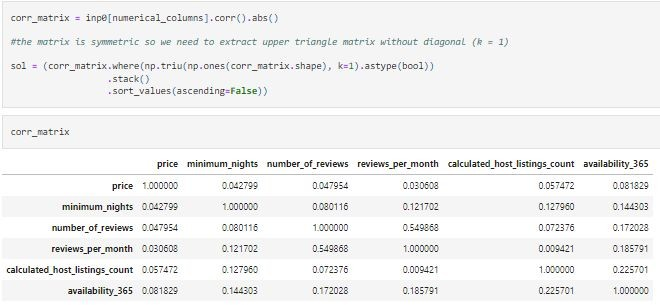 corr_matrix = inp0[numerical_columns].corr().abs()
#the matrix is symmetric so we need to extract upper triangle matrix without diagonal (k = 1)
sol = (corr_matrix.where(np.triu(np.ones(corr_matrix.shape), k=1).astype(bool))
.stack()
.sort_values(ascending=False))
corr_matrix
price minimum_nights number_of_reviews reviews_per_month calculated_host_listings_count availability_365
price 1.000000 0.042799 0.047954 0.030608 0.057472 0.081829
minimum_nights 0.042799 1.000000 0.080116 0.121702 0.127960 0.144303
number_of_reviews 0.047954 0.080116 1.000000 0.549868 0.072376 0.172028
reviews_per_month 0.030608 0.121702 0.549868 1.000000 0.009421 0.185791
calculated_host_listings_count 0.057472 0.127960 0.072376 0.009421 1.000000 0.225701
availability_365 0.081829 0.144303 0.172028 0.185791 0.225701 1.000000